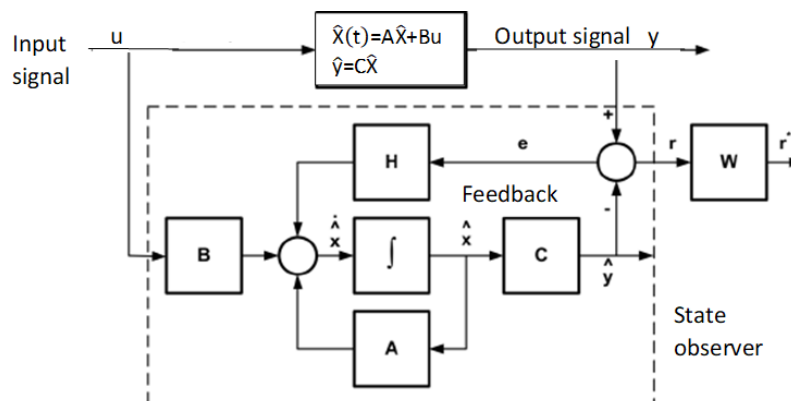 Input signal
u
X̂(t)=AX̂+Bu
ŷ=CX̂
Output signal y
+
H
e
r
W
r*
Feedback
-
B
ẋ̂
∫
x̂
C
ŷ
A
State observer